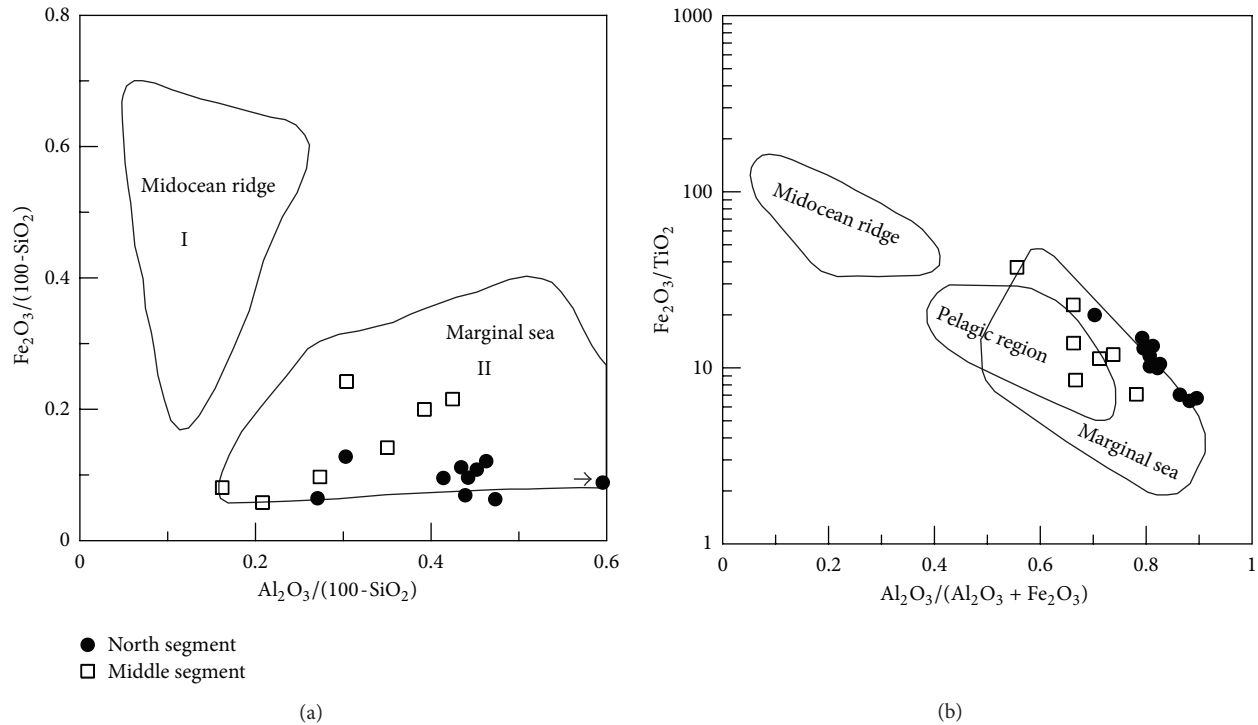 0.8
0.6
0.4
0.2
0
Fe₂O₃/(100-SiO₂)
0
0.2
0.4
0.6
Al₂O₃/(100-SiO₂)
Midocean ridge
I
Marginal sea
II
North segment
Middle segment
(a)
1000
100
10
1
Fe₂O₃/TiO₂
0
0.2
0.4
0.6
0.8
1
Al₂O₃/(Al₂O₃ + Fe₂O₃)
Midocean ridge
Pelagic region
Marginal sea
(b)